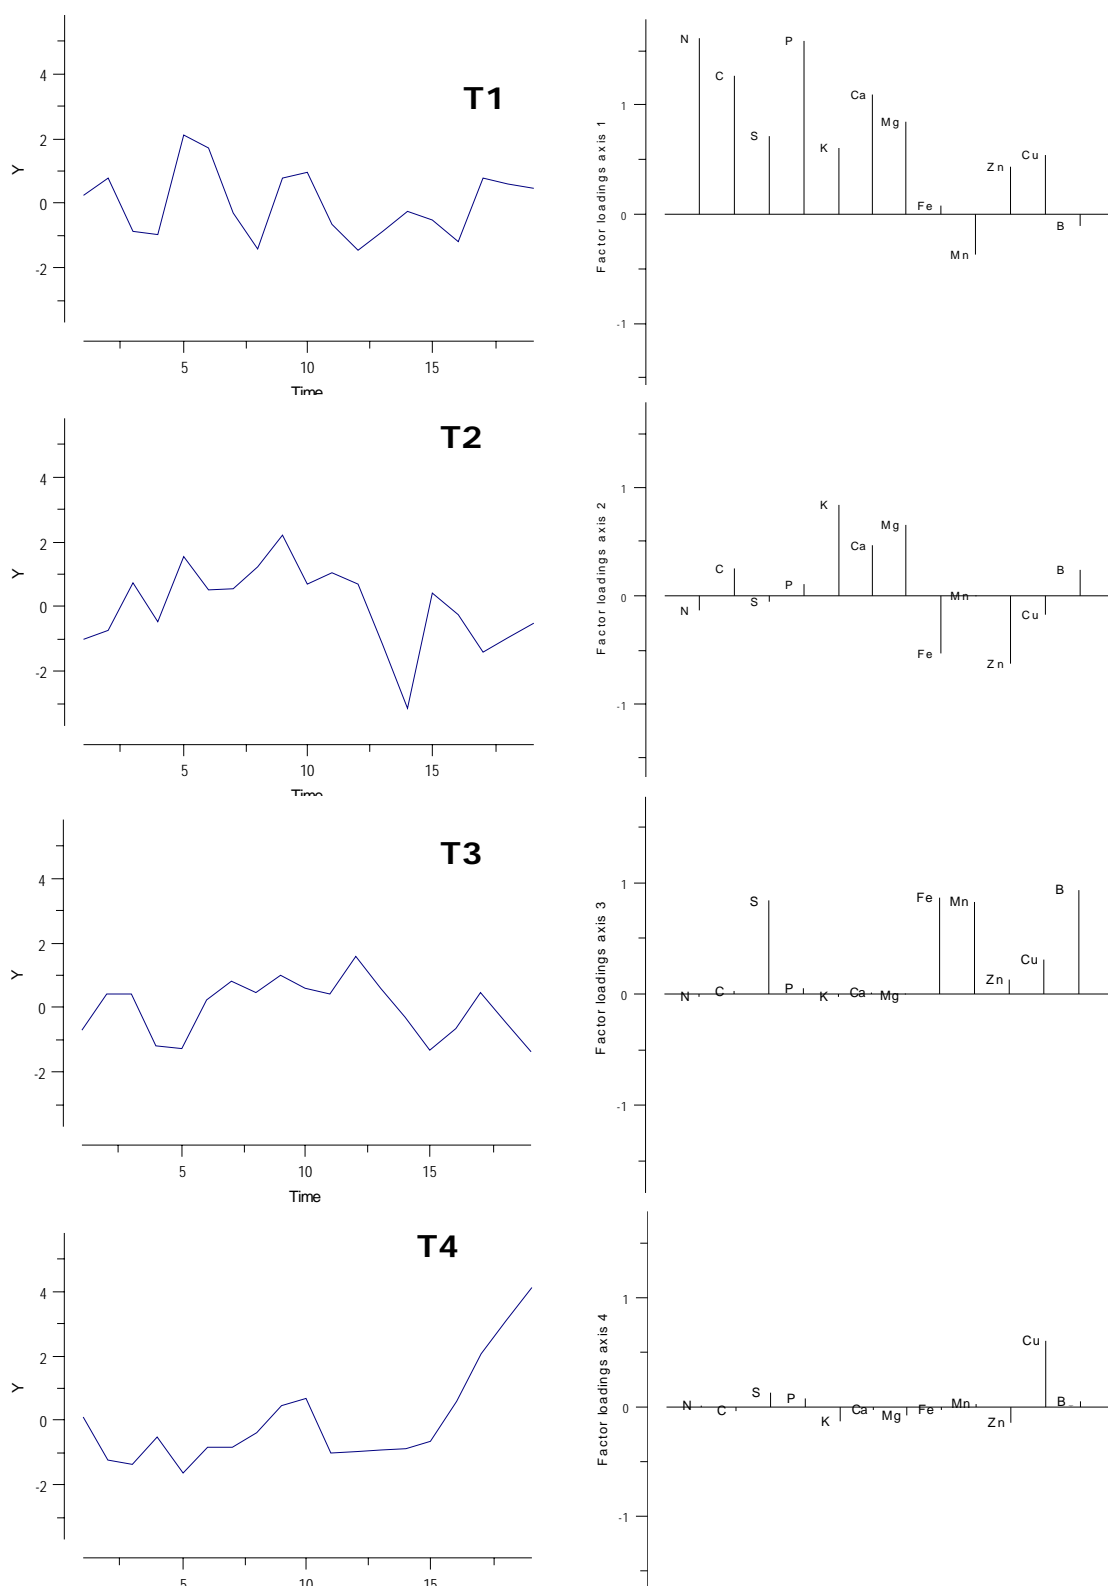 T1
Y
4
2
0
-2
5
10
15
Time
Factor loadings axis 1
1
0
-1
N
C
S
P
K
Ca
Mg
Fe
Mn
Zn
Cu
B
T2
Y
4
2
0
-2
5
10
15
Time
Factor loadings axis 2
1
0
-1
N
C
S
P
K
Ca
Mg
Fe
Mn
Zn
Cu
B
T3
Y
4
2
0
-2
5
10
15
Time
Factor loadings axis 3
1
0
-1
N
C
S
P
K
Ca
Mg
Fe
Mn
Zn
Cu
B
T4
Y
4
2
0
-2
5
15
Factor loadings axis 4
1
0
-1
N
C
S
P
K
Ca
Mg
Fe
Mn
Zn
Cu
B